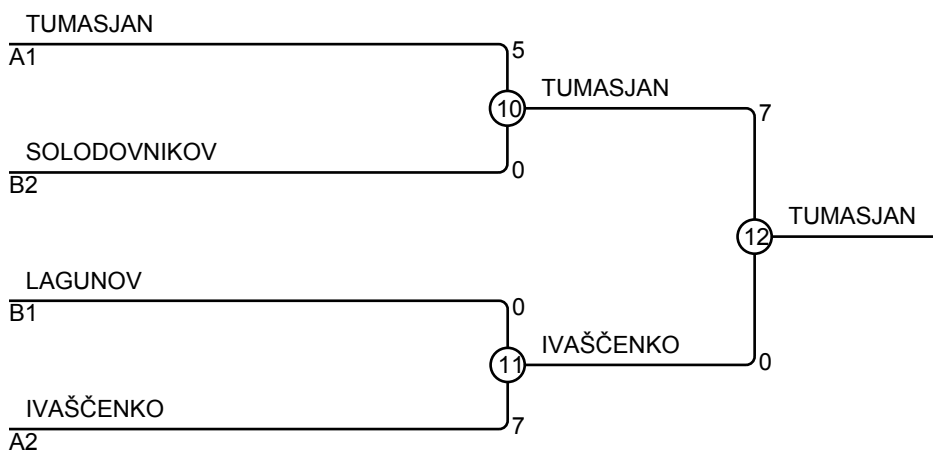 TUMASJAN
A1
5
10
TUMASJAN
7
SOLODOVNIKOV
B2
0
12
TUMASJAN
LAGUNOV
B1
0
11
IVAŠČENKO
0
IVAŠČENKO
A2
7